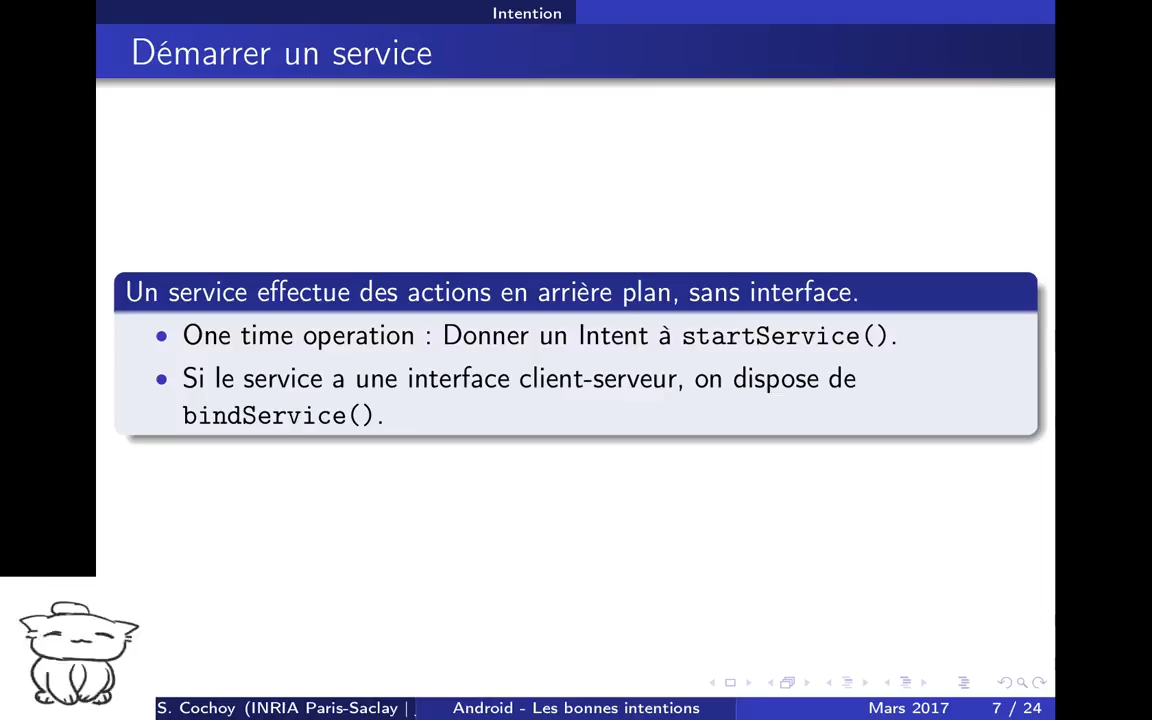 Intention
Démarrer un service
Un service effectue des actions en arrière plan, sans interface.
• One time operation : Donner un Intent à startService().
• Si le service a une interface client-serveur, on dispose de
bindService().
S. Cochoy (INRIA Paris-Saclay | Android - Les bonnes intentions Mars 2017 7 / 24